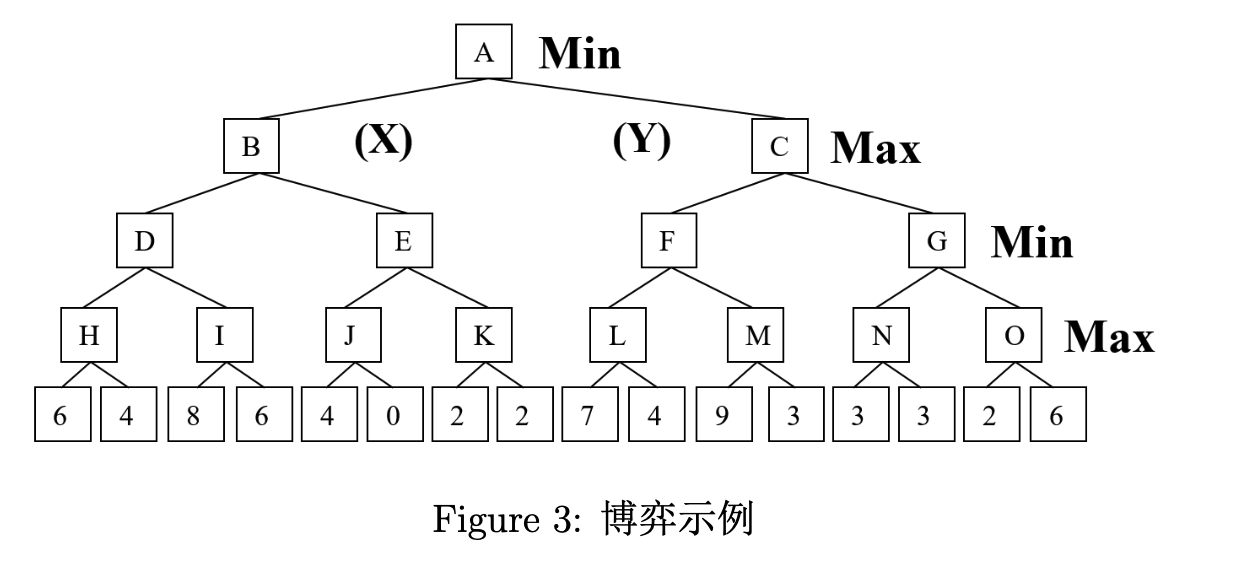 A Min
B (X) (Y) C Max
D E F G Min
H I J K L M N O Max
6 4 8 6 4 0 2 2 7 4 9 3 3 3 2 6
Figure 3: 博弈示例